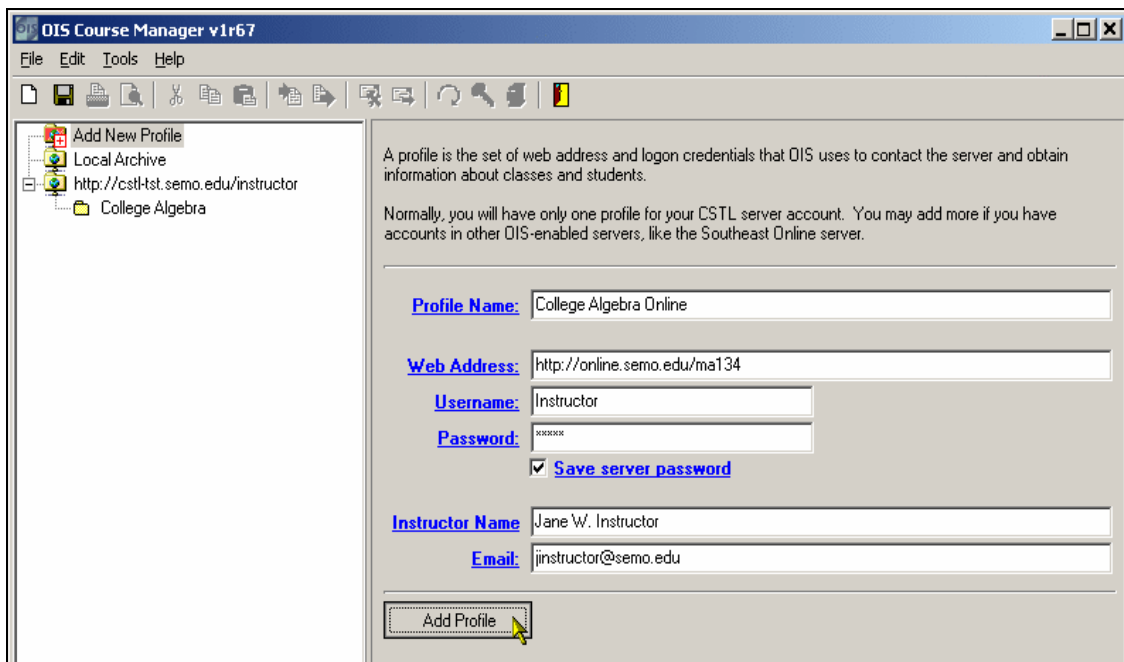 OIS Course Manager v1r67
File Edit Tools Help
Add New Profile
Local Archive
http://cstl-tst.semo.edu/instructor
College Algebra
A profile is the set of web address and logon credentials that OIS uses to contact the server and obtain
information about classes and students.
Normally, you will have only one profile for your CSTL server account. You may add more if you have
accounts in other OIS-enabled servers, like the Southeast Online server.
Profile Name: College Algebra Online
Web Address: http://online.semo.edu/ma134
Username: Instructor
Password: *****
Save server password
Instructor Name Jane W. Instructor
Email: jinstructor@semo.edu
Add Profile